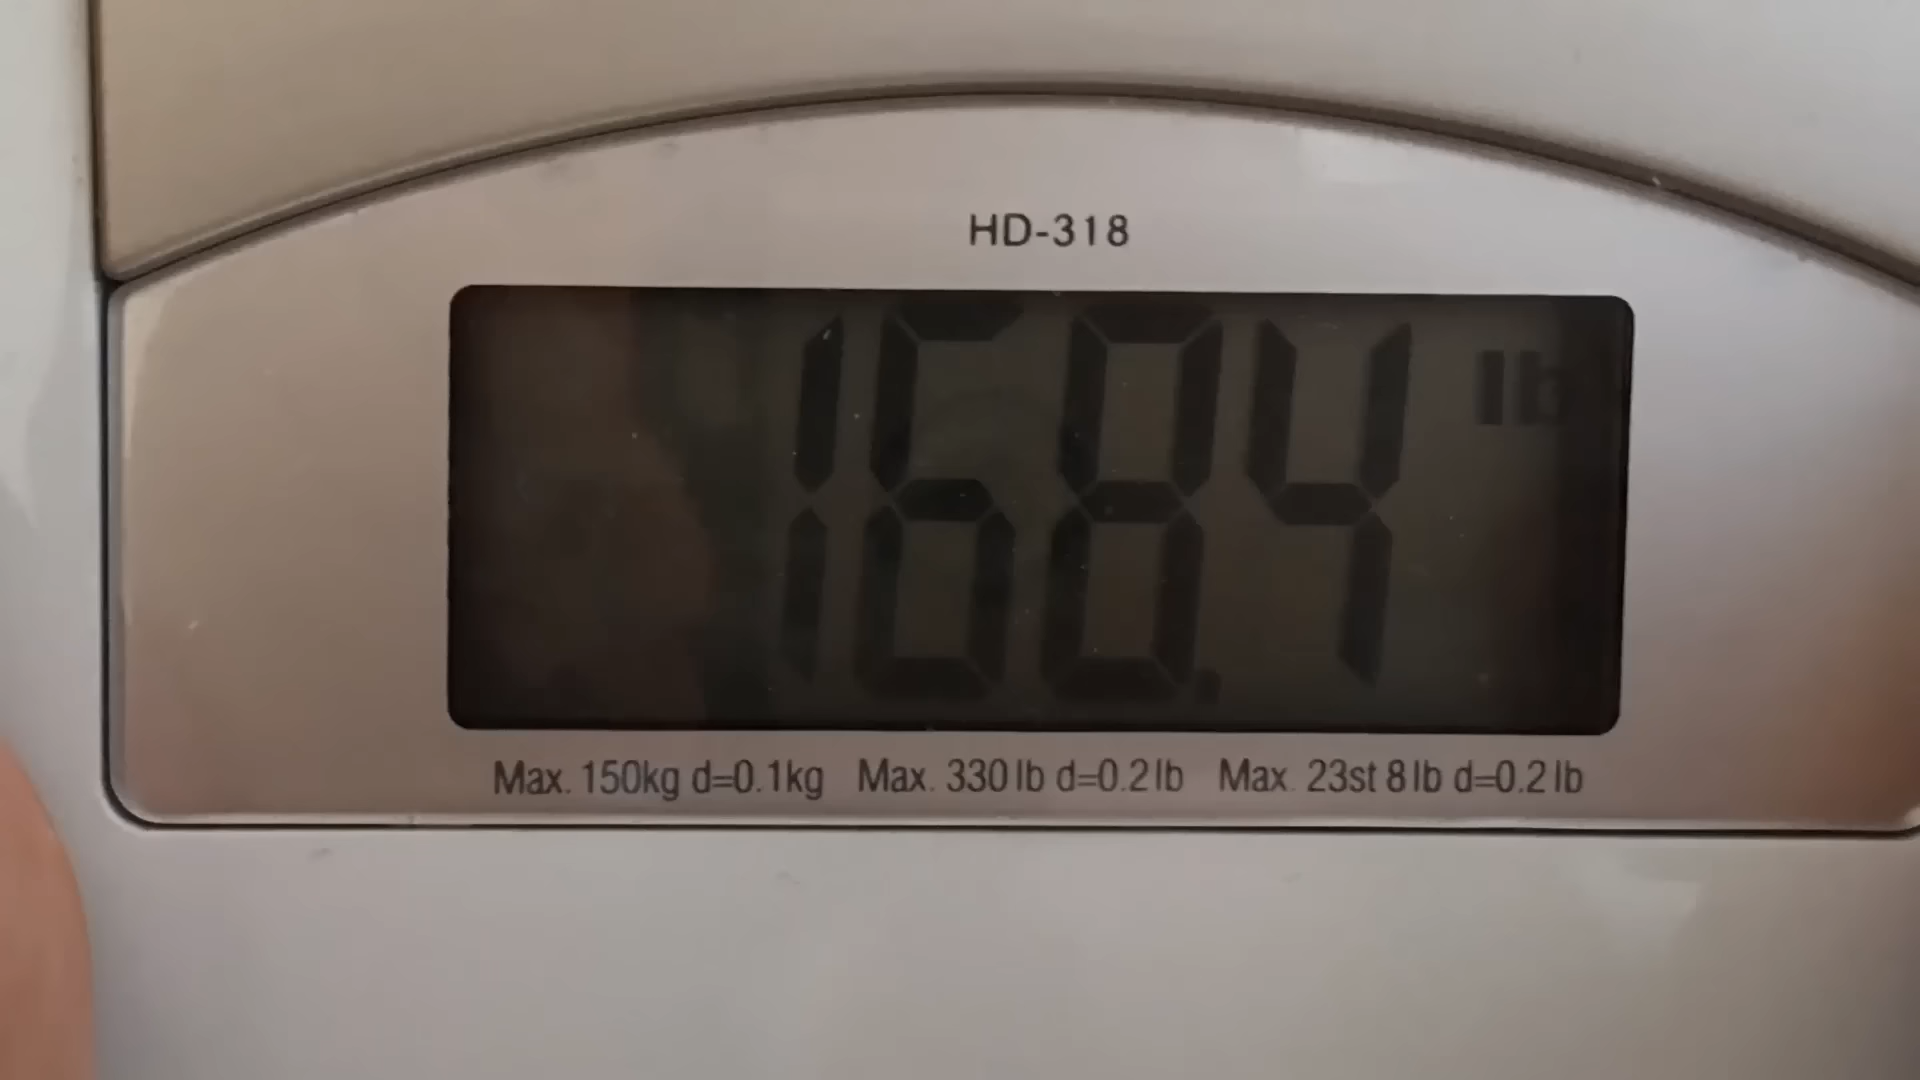 HD-318
168.4 lb
Max. 150kg d=0.1kg Max. 330 lb d=0.2 lb Max. 23st 8 lb d=0.2 lb